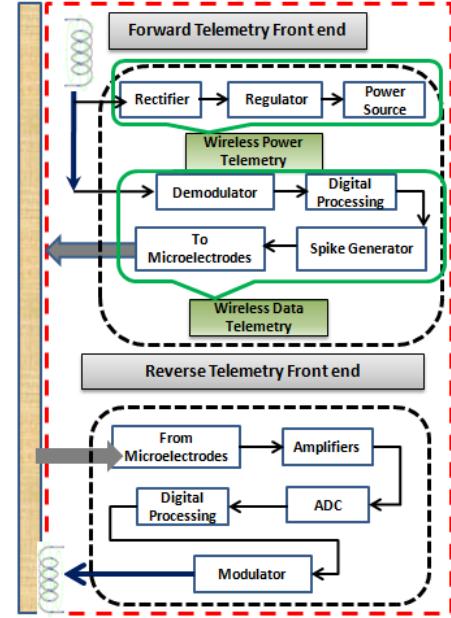 Forward Telemetry Front end
Rectifier
Regulator
Power
Source
Wireless Power
Telemetry
Demodulator
Digital
Processing
To
Microelectrodes
Spike Generator
Wireless Data
Telemetry
Reverse Telemetry Front end
From
Microelectrodes
Amplifiers
Digital
Processing
ADC
Modulator